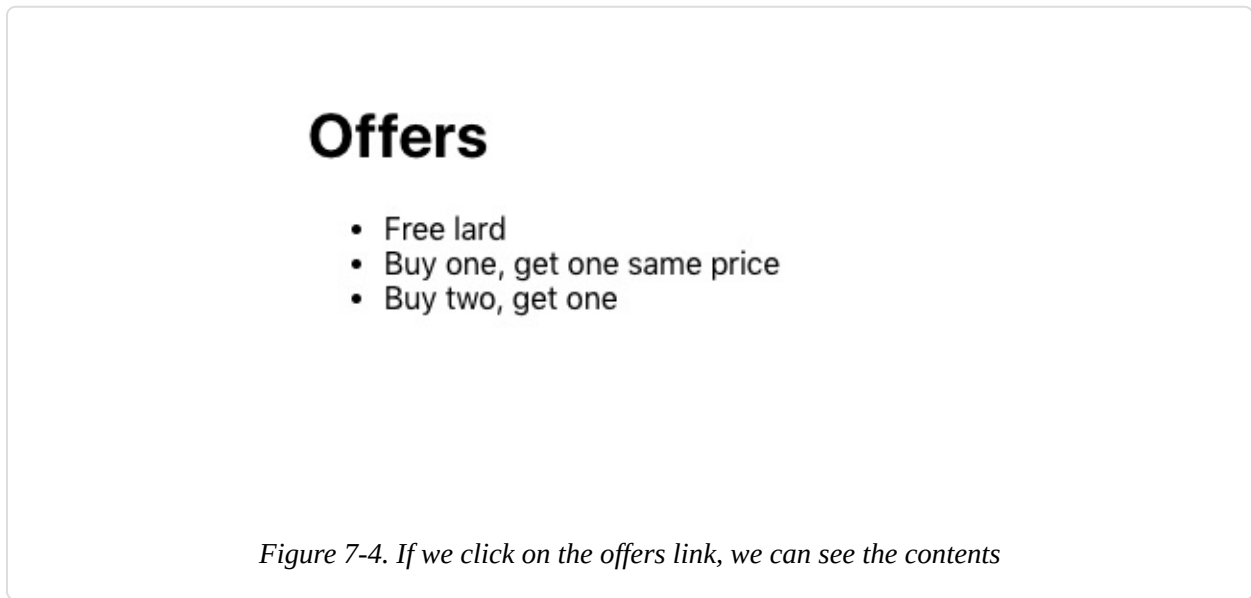 Offers
• Free lard
• Buy one, get one same price
• Buy two, get one
Figure 7-4. If we click on the offers link, we can see the contents